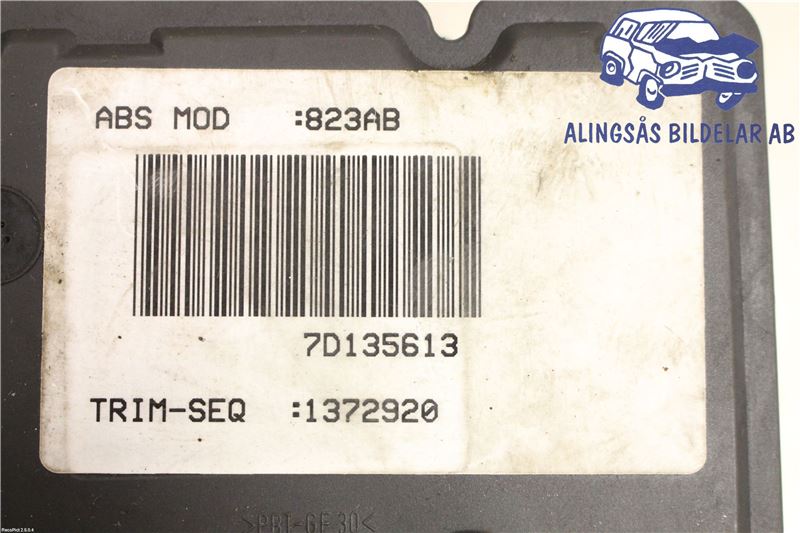 ALINGSÅS BILDELAR AB
ABS MOD :823AB
7D135613
TRIM-SEQ :1372920
>PBT-GF30<